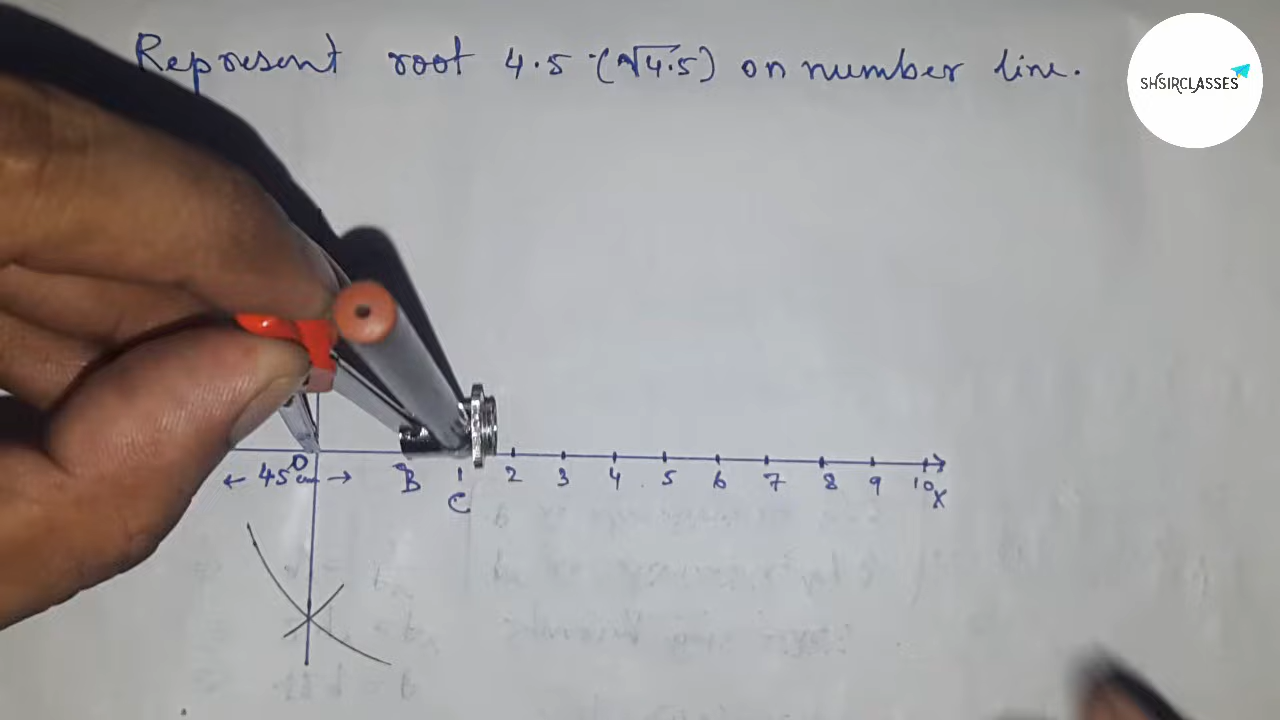 Represent root 4.5 (√4.5) on number line.
SHSIRCLASSES
← 4.5 cm →
O
B 1 2 3 4 5 6 7 8 9 10 X
C